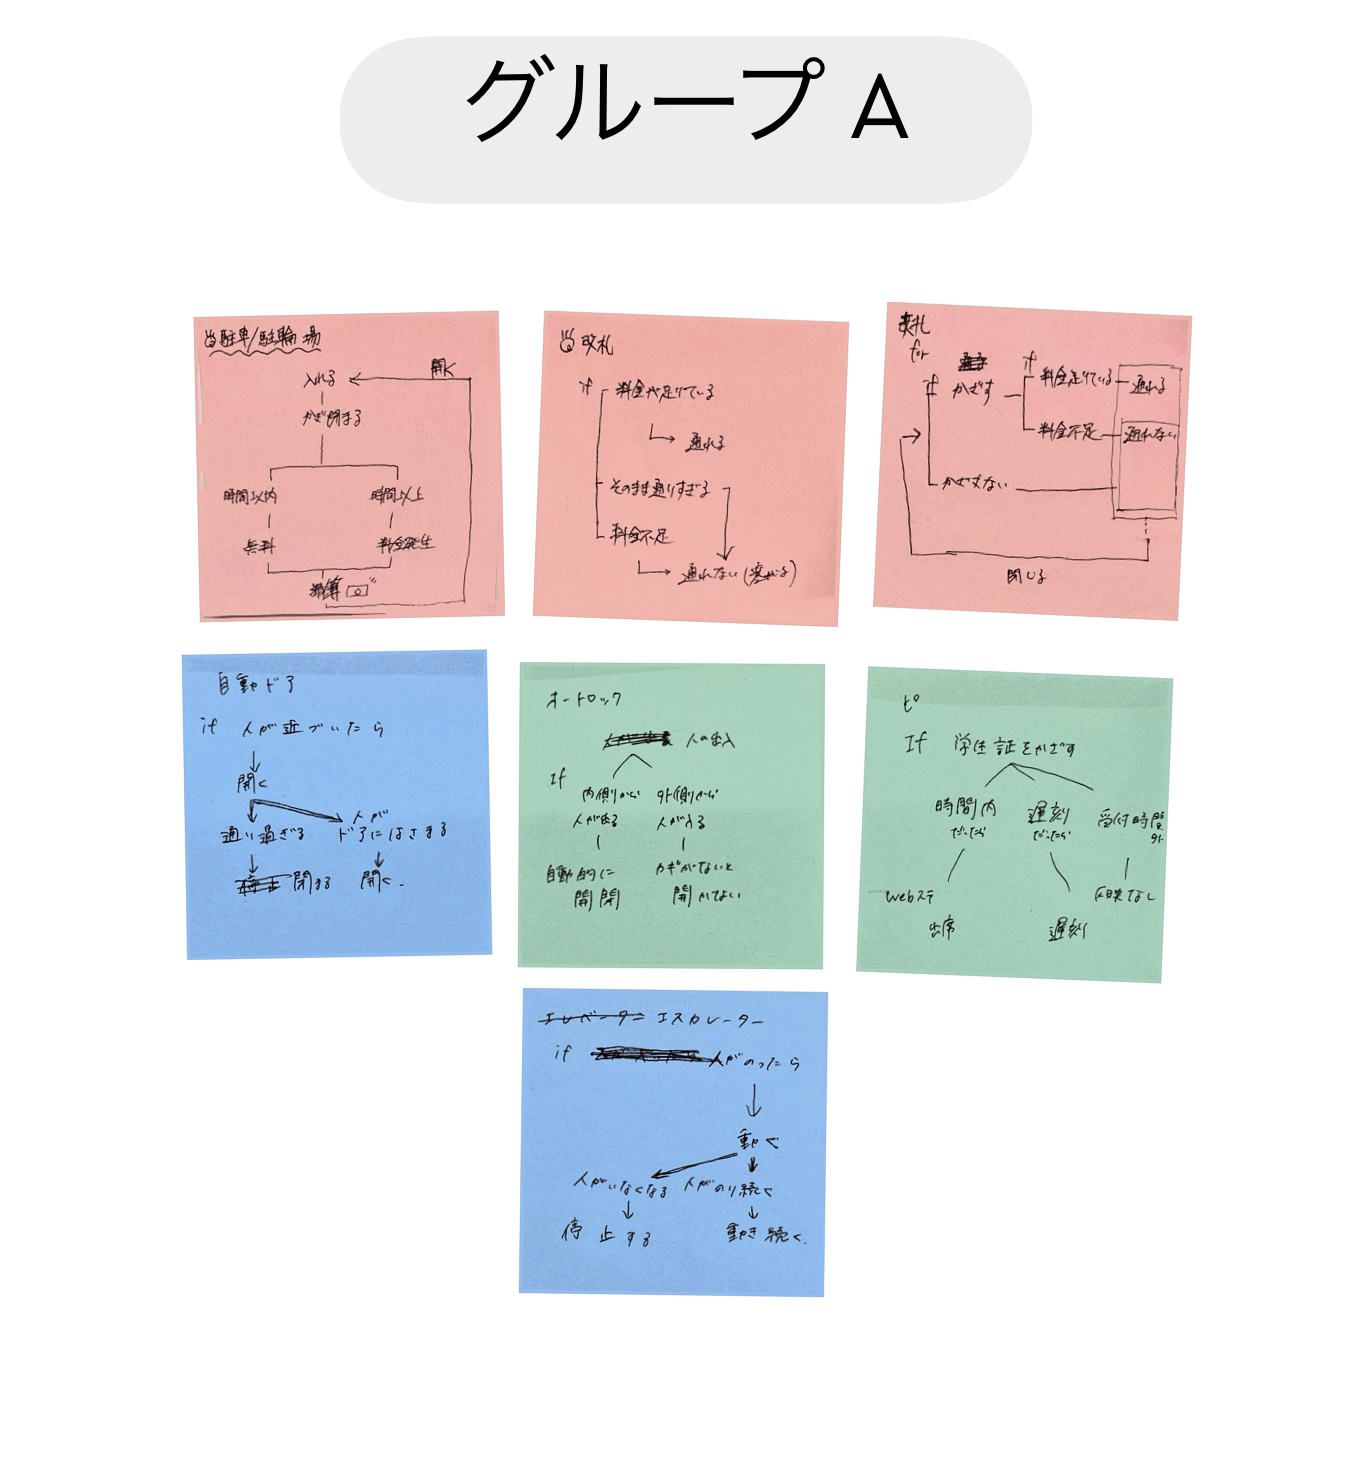 グループ A
駐車/駐輪場
開く
入れる
かぎ閉まる
時間以内 時間以上
無料 料金発生
精算
改札
if 料金が足りている
通れる
そのまま通りすぎる
料金不足
通れない(塞がる)
改札
for
if かざす if 料金足りている 通れる
料金不足 通れない
かざさない
閉じる
自動ドア
if 人が近づいたら
開く
通り過ぎる 人がドアにはさまる
閉まる 開く.
オートロック
人の出入
If
内側から 外側から
人が出る 人が入る
自動的に カギがないと
開閉 開かない
ピ
If 学生証をかざす
時間内だったら 遅刻だったら 受付時間外
Webステ 反映なし
出席 遅刻
エレベーター エスカレーター
if 人がのったら
動く
人がいなくなる 人がのり続く
停止する 動き続く.